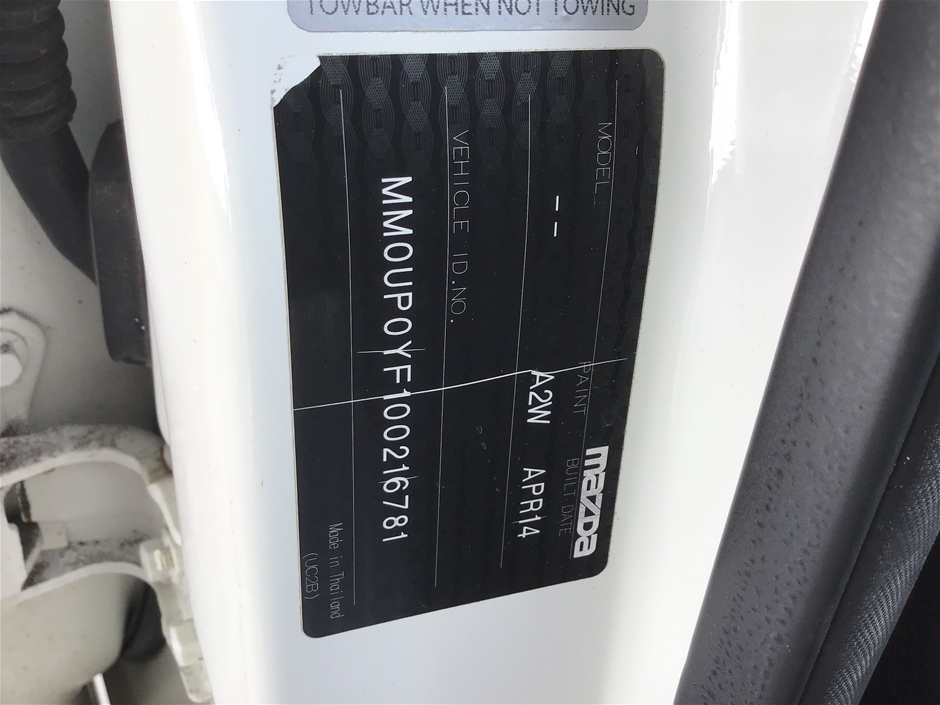 TOWBAR WHEN NOT TOWING
mazda
MODEL PAINT BUILT DATE
-- A2W APR14
VEHICLE ID.NO.
MM0UP0YF100216781
Made in Thailand
(UC2B)